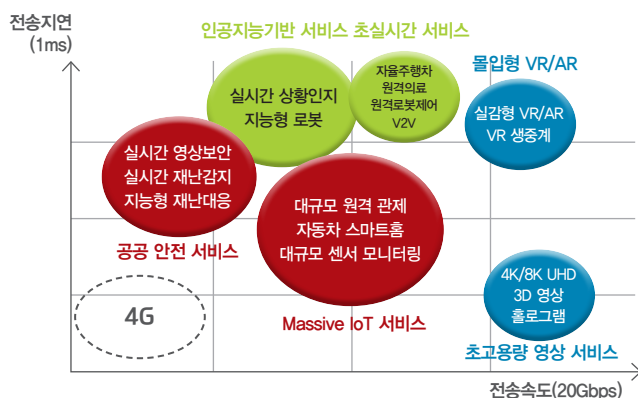 전송지연
(1ms)
인공지능기반 서비스 초실시간 서비스
몰입형 VR/AR
실시간 상황인지
지능형 로봇
자율주행차
원격의료
원격로봇제어
V2V
실감형 VR/AR
VR 생중계
실시간 영상보안
실시간 재난감지
지능형 재난대응
공공 안전 서비스
대규모 원격 관제
자동차 스마트홈
대규모 센서 모니터링
Massive IoT 서비스
4G
4K/8K UHD
3D 영상
홀로그램
초고용량 영상 서비스
전송속도(20Gbps)